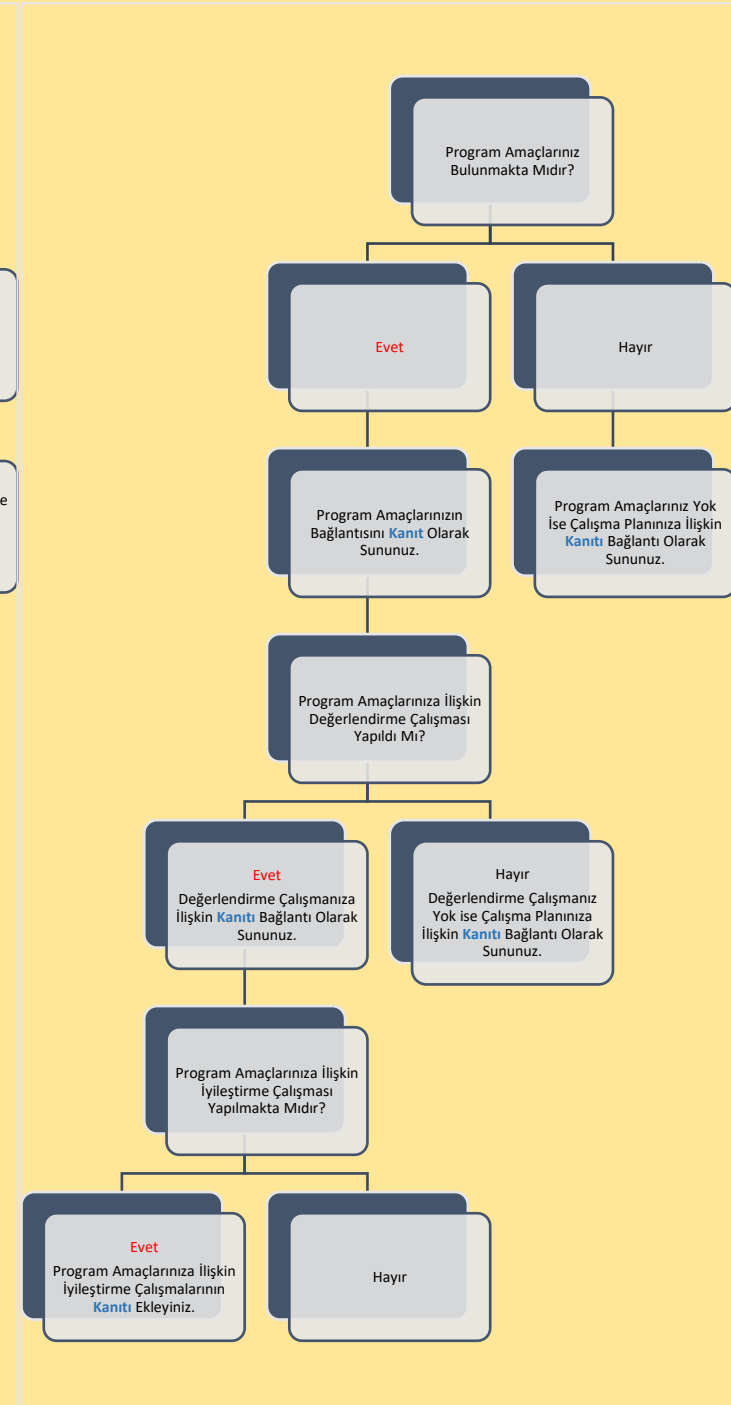 Program Amaçlarınız
Bulunmakta Mıdır?
Evet
Hayır
Program Amaçlarınızın
Bağlantısını Kanıt Olarak
Sununuz.
Program Amaçlarınız Yok
İse Çalışma Planınıza İlişkin
Kanıtı Bağlantı Olarak
Sununuz.
Program Amaçlarınıza İlişkin
Değerlendirme Çalışması
Yapıldı Mı?
Evet
Değerlendirme Çalışmanıza
İlişkin Kanıtı Bağlantı Olarak
Sununuz.
Hayır
Değerlendirme Çalışmanız
Yok ise Çalışma Planınıza
İlişkin Kanıtı Bağlantı Olarak
Sununuz.
Program Amaçlarınıza İlişkin
İyileştirme Çalışması
Yapılmakta Mıdır?
Evet
Program Amaçlarınıza İlişkin
İyileştirme Çalışmalarının
Kanıtı Ekleyiniz.
Hayır